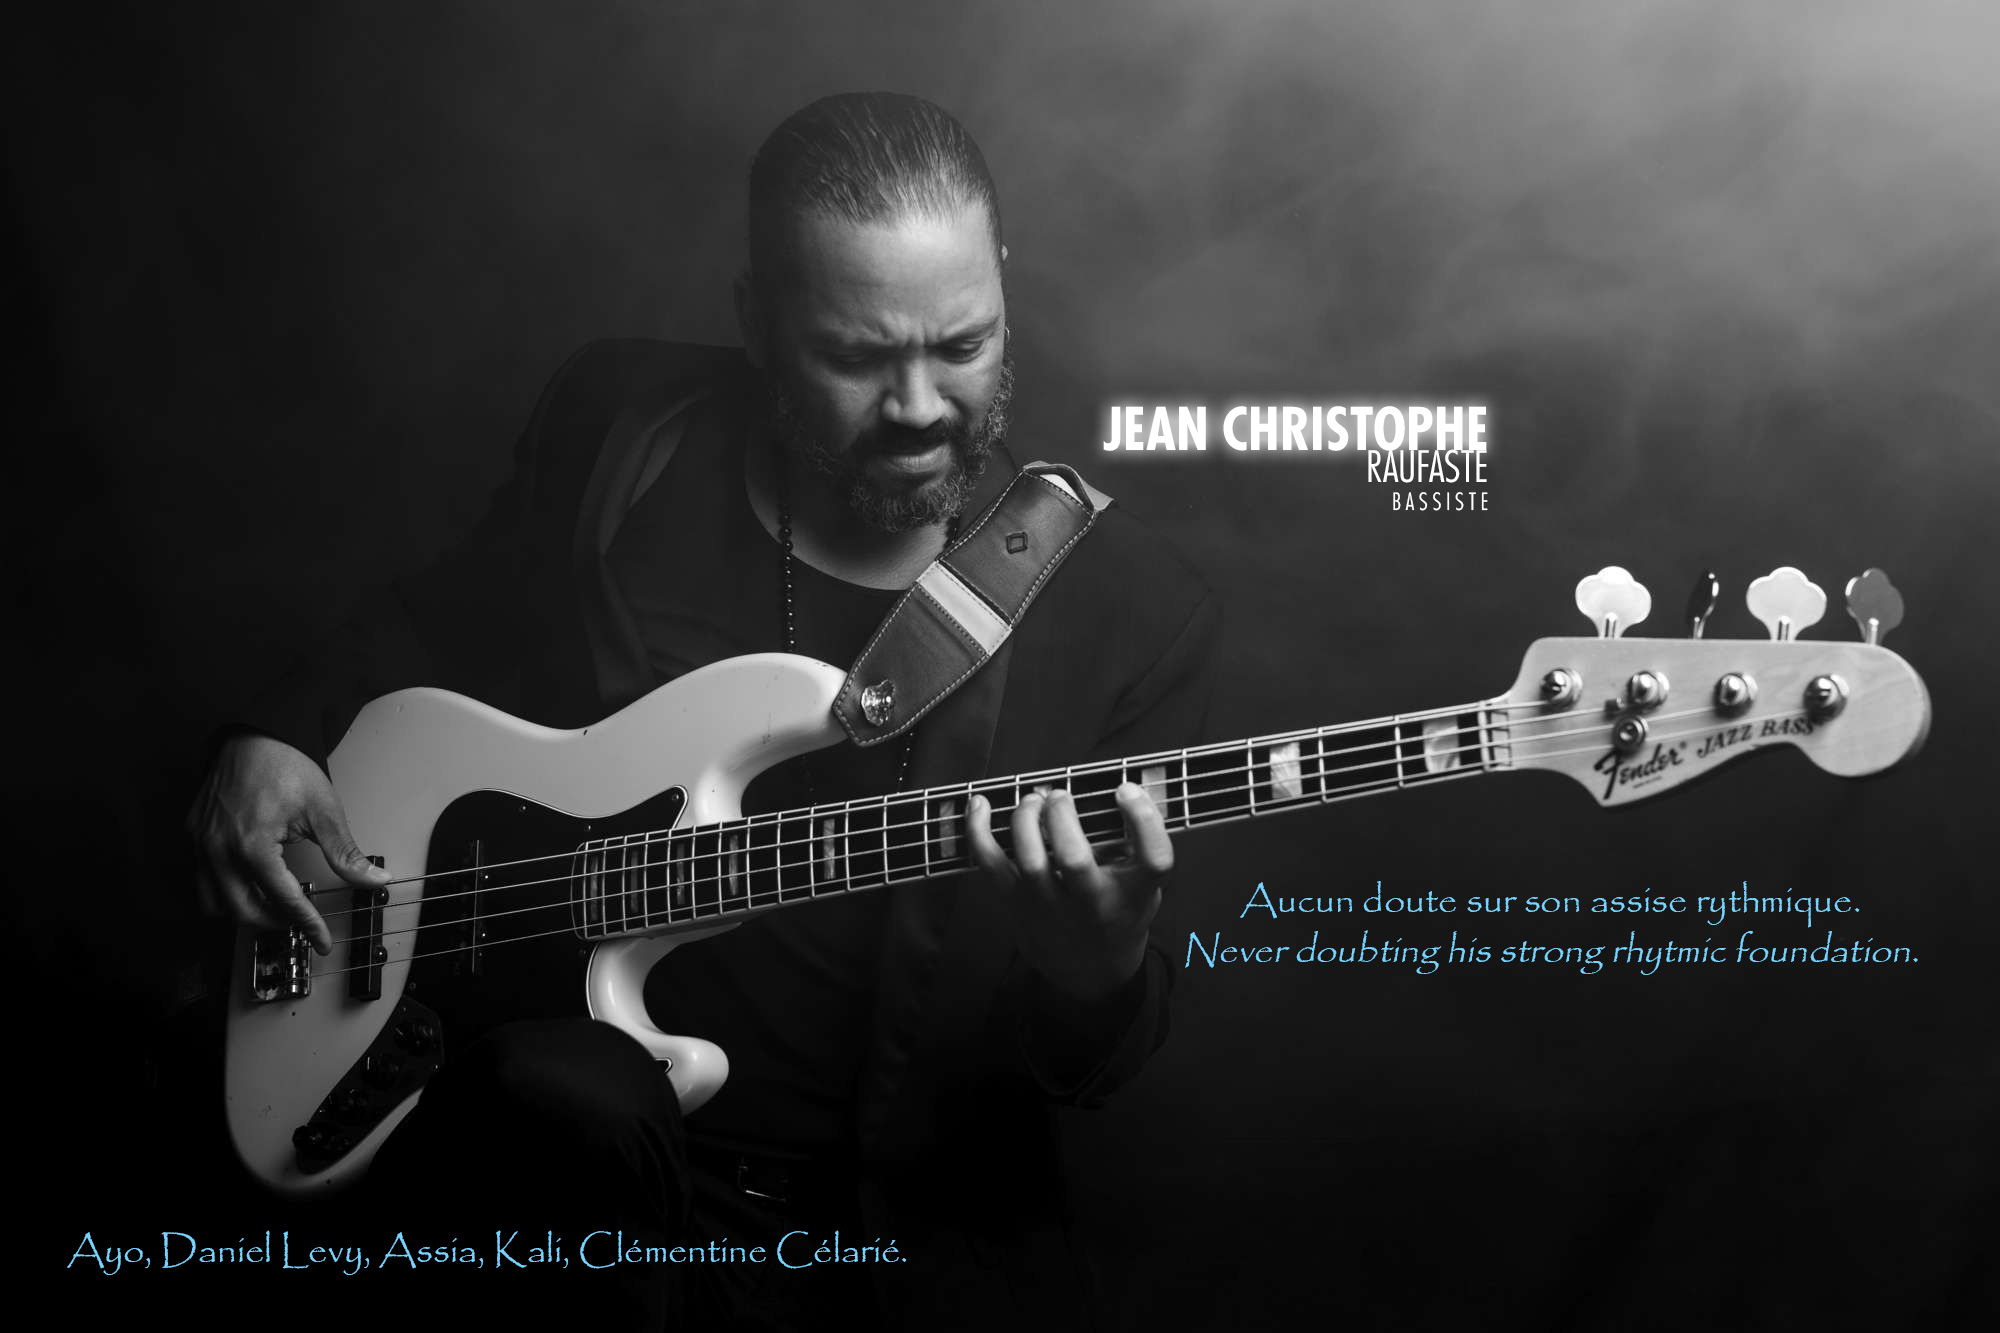 JEAN CHRISTOPHE
RAUFASTE
BASSISTE
Fender JAZZ BASS
Aucun doute sur son assise rythmique.
Never doubting his strong rhytmic foundation.
Ayo, Daniel Levy, Assia, Kali, Clémentine Célarié.